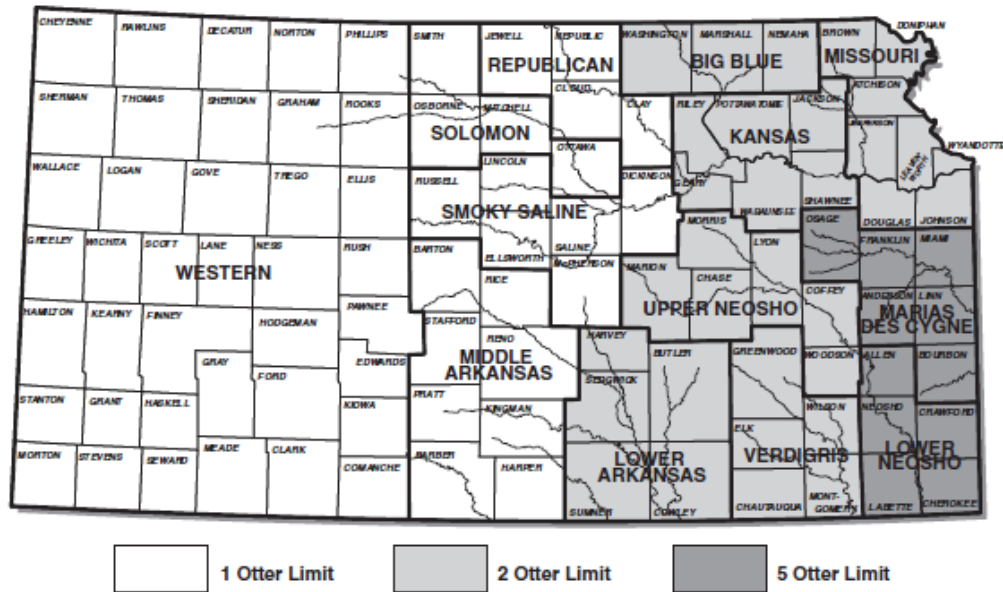 CHEYENNE RAWLINS DECATUR NORTON PHILLIPS SMITH JEWELL REPUBLIC WASHINGTON MARSHALL NEMAHA BROWN DONIPHAN
REPUBLICAN BIG BLUE MISSOURI
SHERMAN THOMAS SHERIDAN GRAHAM ROOKS OSBORNE MITCHELL CLOUD CLAY RILEY POTTAWATOMIE JACKSON ATCHISON
JEFFERSON LEAVENWORTH WYANDOTTE
SOLOMON KANSAS
WALLACE LOGAN GOVE TREGO ELLIS RUSSELL LINCOLN OTTAWA DICKINSON GEARY WABAUNSEE SHAWNEE DOUGLAS JOHNSON
SMOKY SALINE
GREELEY WICHITA SCOTT LANE NESS RUSH BARTON ELLSWORTH SALINE MCPHERSON MORRIS LYON OSAGE FRANKLIN MIAMI
WESTERN
RICE MARION CHASE COFFEY ANDERSON LINN
UPPER NEOSHO MARIAS
DES CYGNE
HAMILTON KEARNY FINNEY HODGEMAN PAWNEE STAFFORD RENO HARVEY BUTLER GREENWOOD WOODSON ALLEN BOURBON
MIDDLE
ARKANSAS
GRAY FORD EDWARDS SEDGWICK
STANTON GRANT HASKELL KIOWA PRATT KINGMAN ELK WILSON NEOSHO CRAWFORD
LOWER
ARKANSAS
VERDIGRIS
LOWER
NEOSHO
MORTON STEVENS SEWARD MEADE CLARK COMANCHE BARBER HARPER SUMNER COWLEY CHAUTAUQUA MONT-
GOMERY LABETTE CHEROKEE
1 Otter Limit 2 Otter Limit 5 Otter Limit